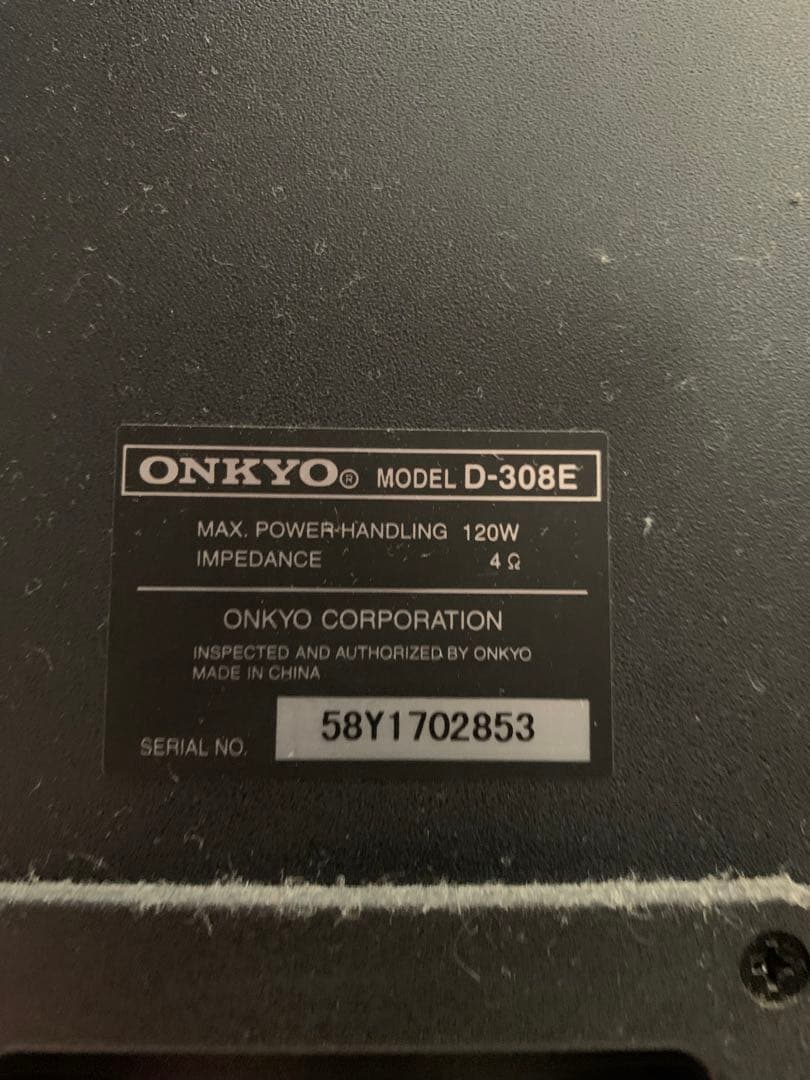 ONKYO® MODEL D-308E
MAX. POWER-HANDLING 120W
IMPEDANCE 4 Ω
ONKYO CORPORATION
INSPECTED AND AUTHORIZED BY ONKYO
MADE IN CHINA
SERIAL NO. 58Y1702853